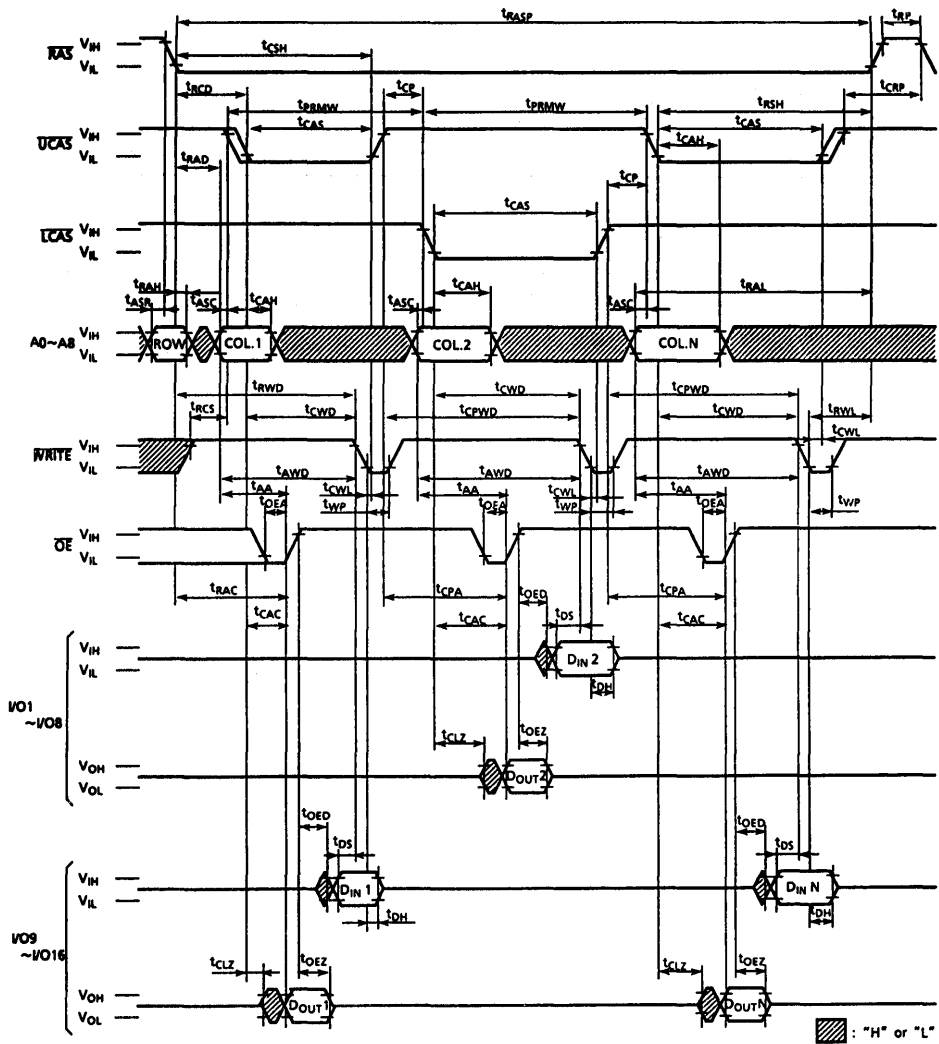 tRASP tRP
RAS VIH
VIL
tCSH
tRCD tCP tCRP
tPRMW tPRMW tRSH
tCAS tCAS
UCAS VIH
VIL
tCAH
tRAD
tCP
tCAS
LCAS VIH
VIL
tRAH tRAL
tASR tASC tCAH tASC tCAH tASC
A0~A8 VIH
VIL
ROW COL.1 COL.2 COL.N
tRWD tCWD tCPWD
tRCS tCWD tCPWD tCWD tRWL
tCWL
WRITE VIH
VIL
tAWD tAWD tAWD
tAA tCWL tAA tCWL tAA
tOEA tWP tOEA tWP tOEA tWP
OE VIH
VIL
tRAC tCPA tOED tCPA
tCAC tCAC tDS tCAC
VIH
VIL
DIN 2
tDH
I/O1
~I/O8
tCLZ tOEZ
VOH
VOL
DOUT2
tOED tOED
tDS tDS
VIH
VIL
DIN 1 DIN N
tDH tDH
I/O9
~I/O16
tCLZ tOEZ tCLZ tOEZ
VOH
VOL
DOUT1 DOUTN
: "H" or "L"